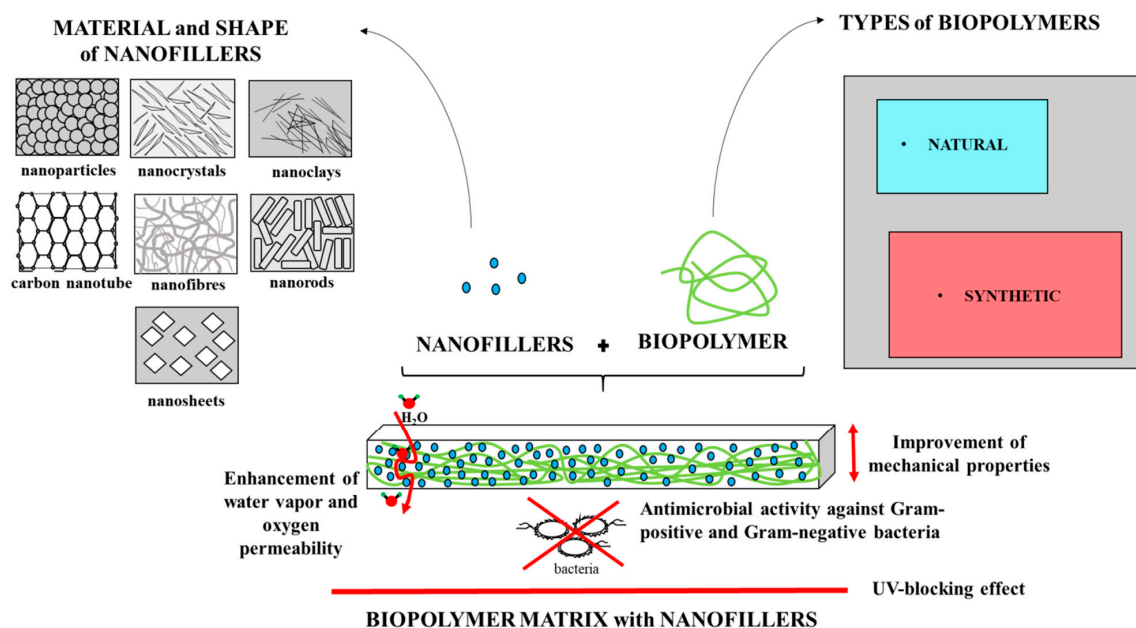 MATERIAL and SHAPE
of NANOFILLERS
TYPES of BIOPOLYMERS
nanoparticles
nanocrystals
nanoclays
• NATURAL
carbon nanotube
nanofibres
nanorods
• SYNTHETIC
nanosheets
NANOFILLERS + BIOPOLYMER
H₂O
Enhancement of
water vapor and
oxygen
permeability
Improvement of
mechanical properties
Antimicrobial activity against Gram-
positive and Gram-negative bacteria
bacteria
UV-blocking effect
BIOPOLYMER MATRIX with NANOFILLERS